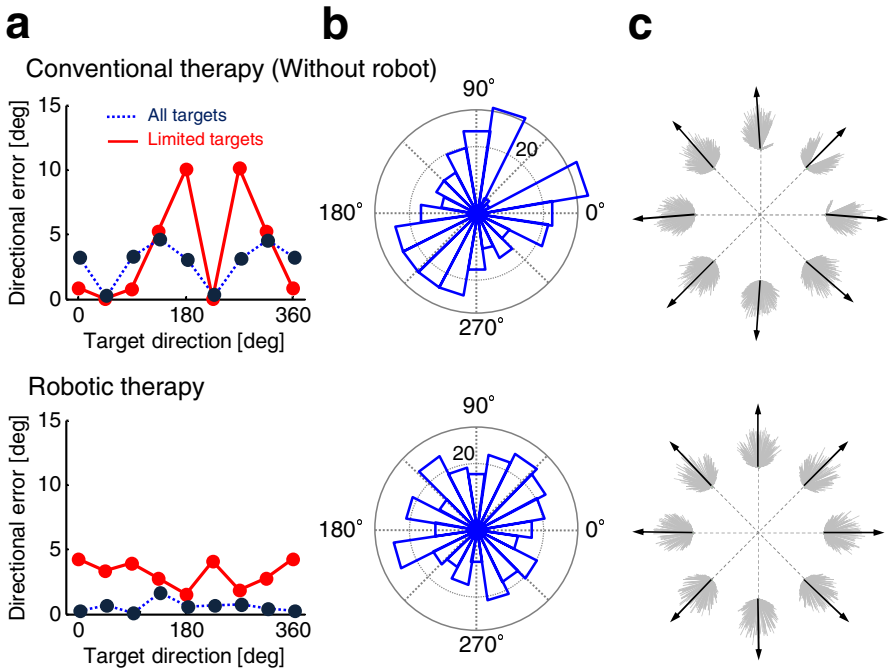 a
b
c
Conventional therapy (Without robot)
15
10
5
0
Directional error [deg]
All targets
Limited targets
0
180
360
Target direction [deg]
90°
20
180°
0°
270°
Robotic therapy
15
10
5
0
Directional error [deg]
0
180
360
Target direction [deg]
90°
20
180°
0°
270°